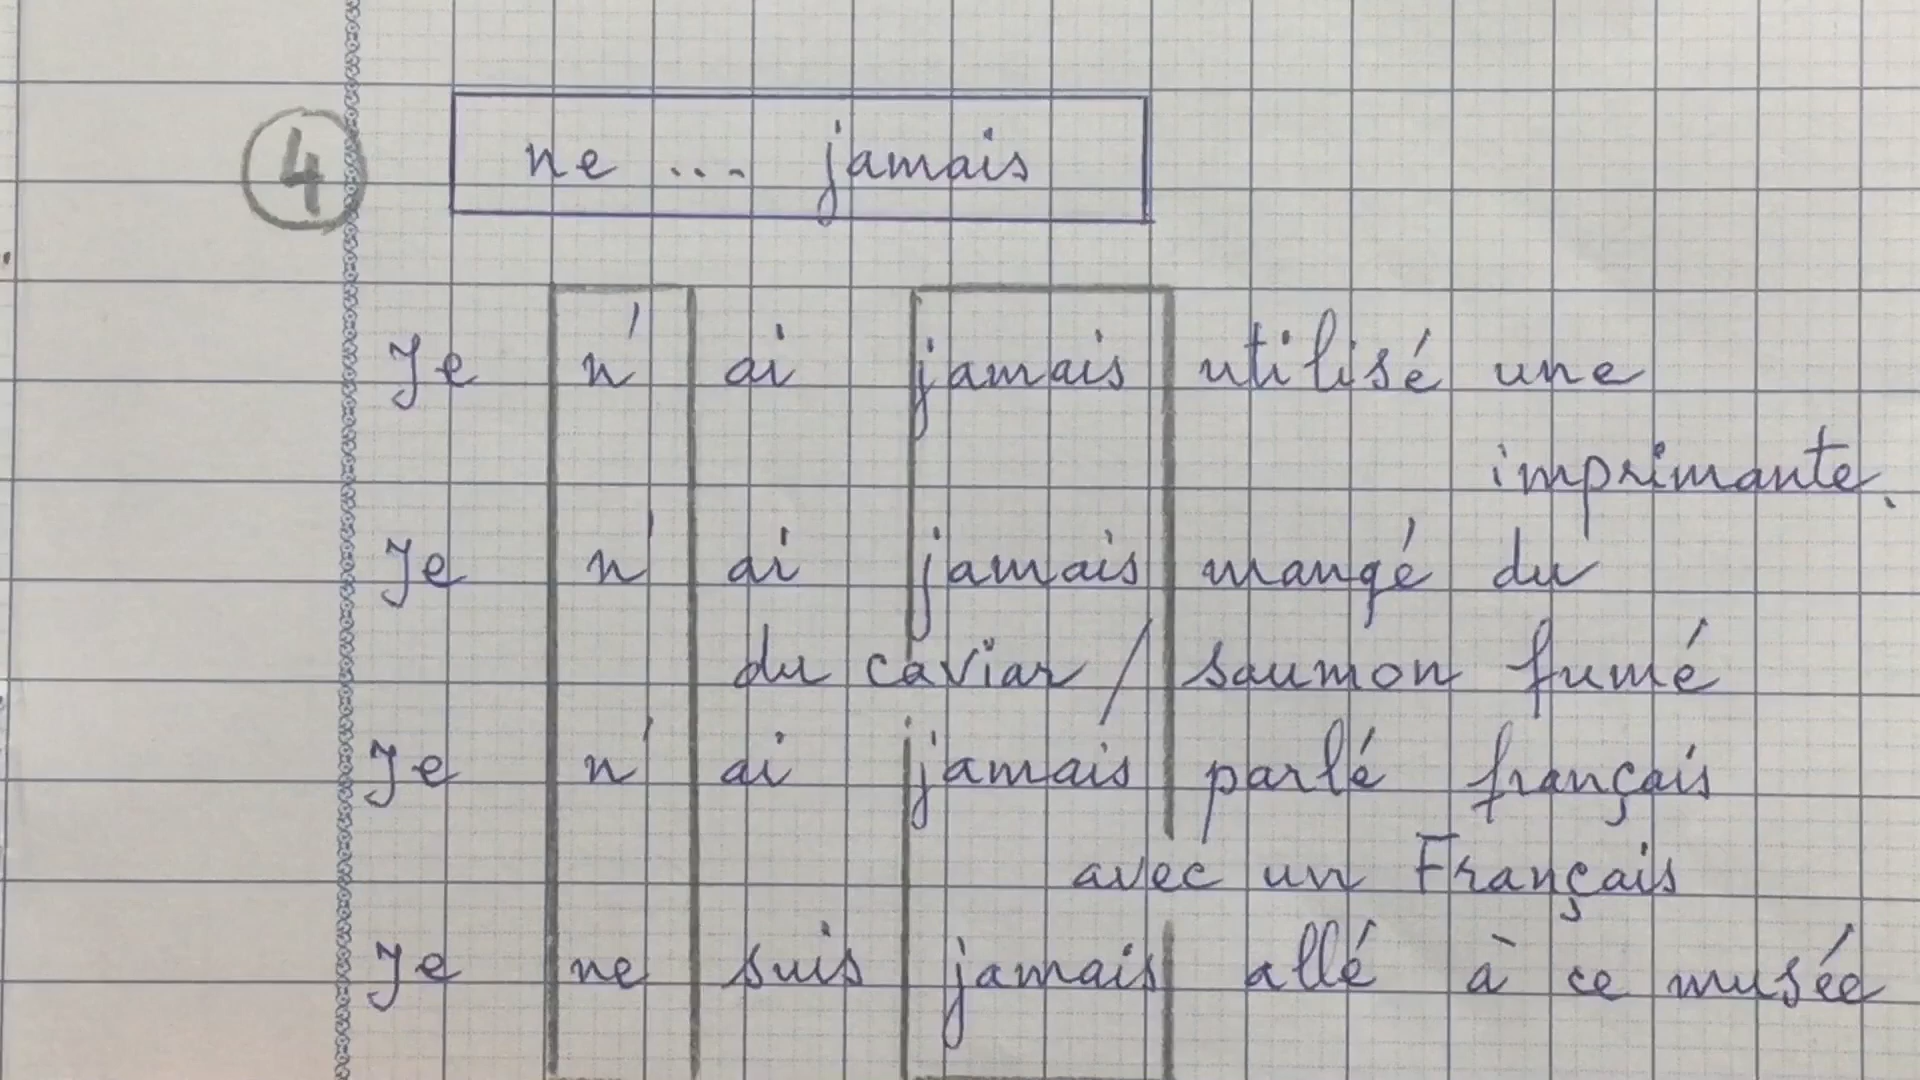 4 ne ... jamais
Je n' ai jamais utilisé une
imprimante.
Je n' ai jamais mangé du
du caviar / saumon fumé
Je n' ai jamais parlé français
avec un Français
Je ne suis jamais allé à ce musée